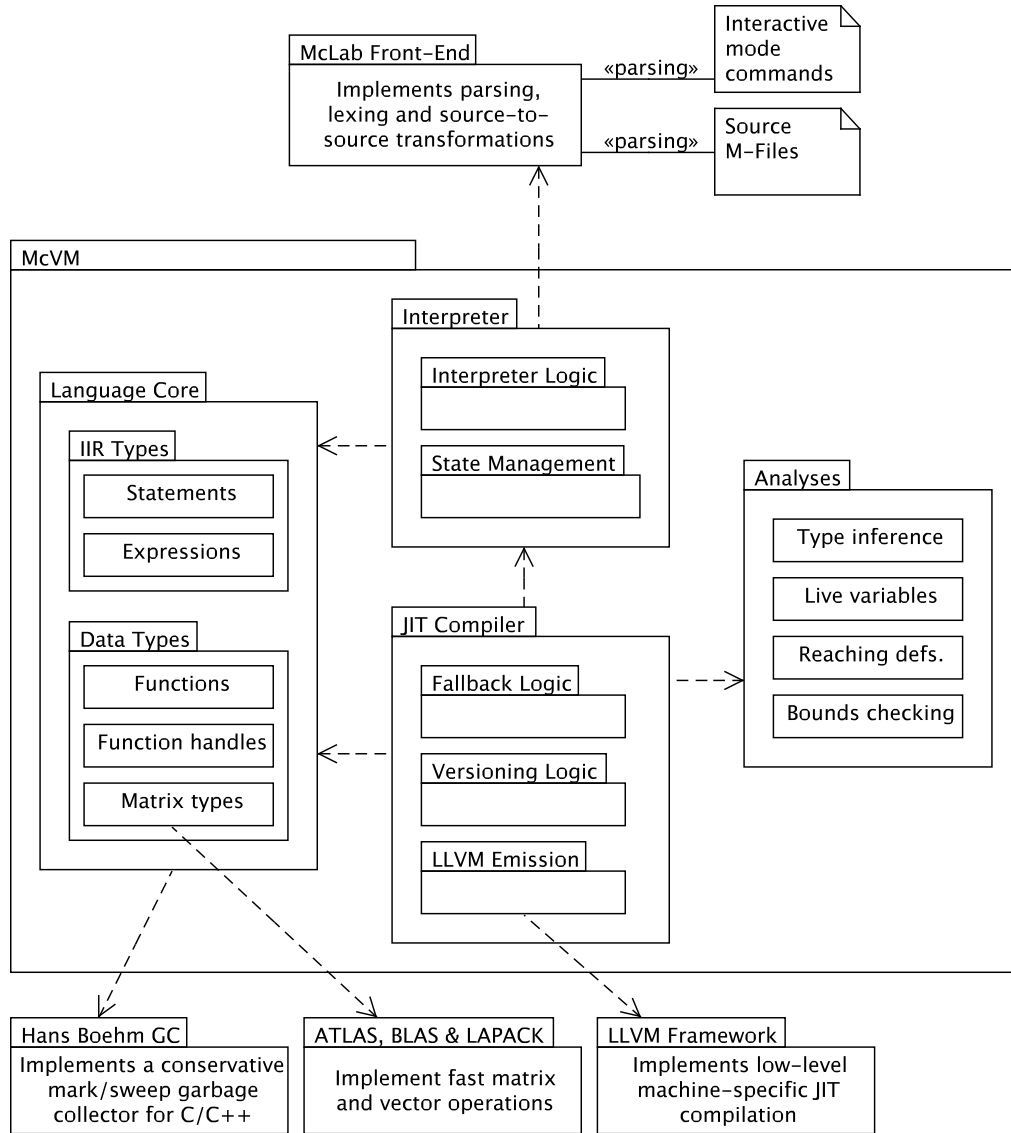 McLab Front-End
Implements parsing,
lexing and source-to-
source transformations
«parsing»
Interactive
mode
commands
«parsing»
Source
M-Files
McVM
Interpreter
Interpreter Logic
State Management
Language Core
IIR Types
Statements
Expressions
Data Types
Functions
Function handles
Matrix types
JIT Compiler
Fallback Logic
Versioning Logic
LLVM Emission
Analyses
Type inference
Live variables
Reaching defs.
Bounds checking
Hans Boehm GC
Implements a conservative
mark/sweep garbage
collector for C/C++
ATLAS, BLAS & LAPACK
Implement fast matrix
and vector operations
LLVM Framework
Implements low-level
machine-specific JIT
compilation